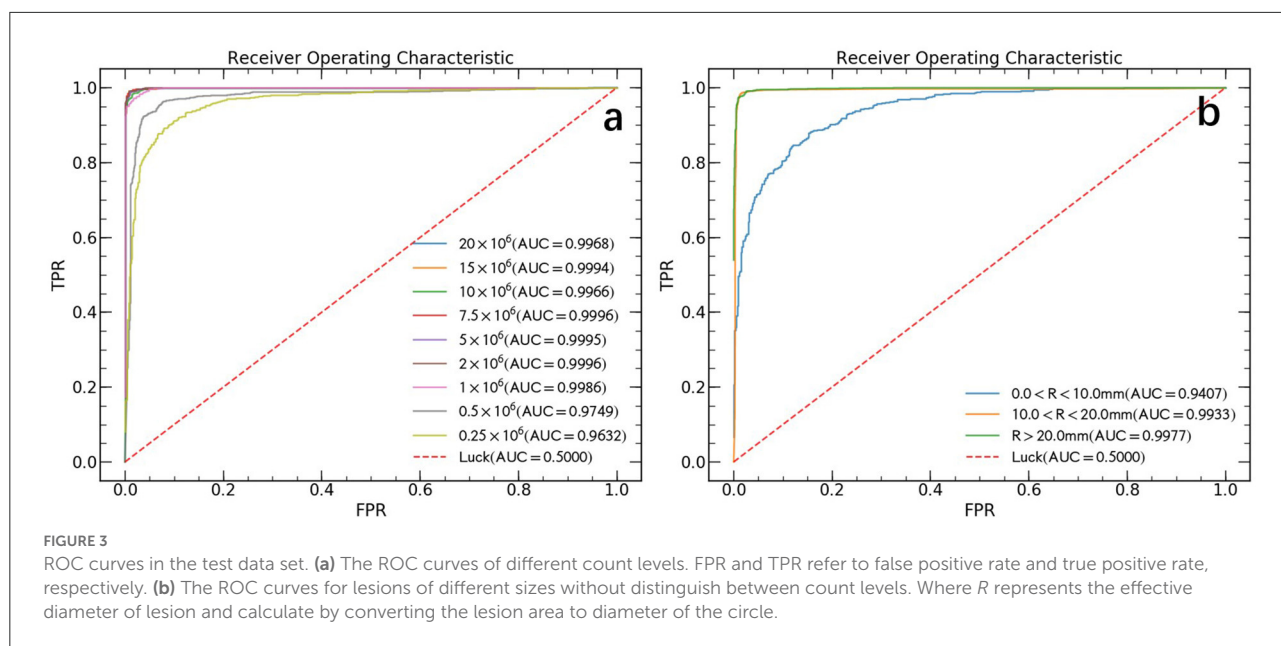 Receiver Operating Characteristic
a
1.0
0.8
0.6
0.4
0.2
0.0
TPR
20×10⁶(AUC=0.9968)
15×10⁶(AUC=0.9994)
10×10⁶(AUC=0.9966)
7.5×10⁶(AUC=0.9996)
5×10⁶(AUC=0.9995)
2×10⁶(AUC=0.9996)
1×10⁶(AUC=0.9986)
0.5×10⁶(AUC=0.9749)
0.25×10⁶(AUC=0.9632)
Luck(AUC=0.5000)
0.0 0.2 0.4 0.6 0.8 1.0
FPR
Receiver Operating Characteristic
b
1.0
0.8
0.6
0.4
0.2
0.0
TPR
0.0<R<10.0mm(AUC=0.9407)
10.0<R<20.0mm(AUC=0.9933)
R>20.0mm(AUC=0.9977)
Luck(AUC=0.5000)
0.0 0.2 0.4 0.6 0.8 1.0
FPR
FIGURE 3
ROC curves in the test data set. (a) The ROC curves of different count levels. FPR and TPR refer to false positive rate and true positive rate,
respectively. (b) The ROC curves for lesions of different sizes without distinguish between count levels. Where R represents the effective
diameter of lesion and calculate by converting the lesion area to diameter of the circle.